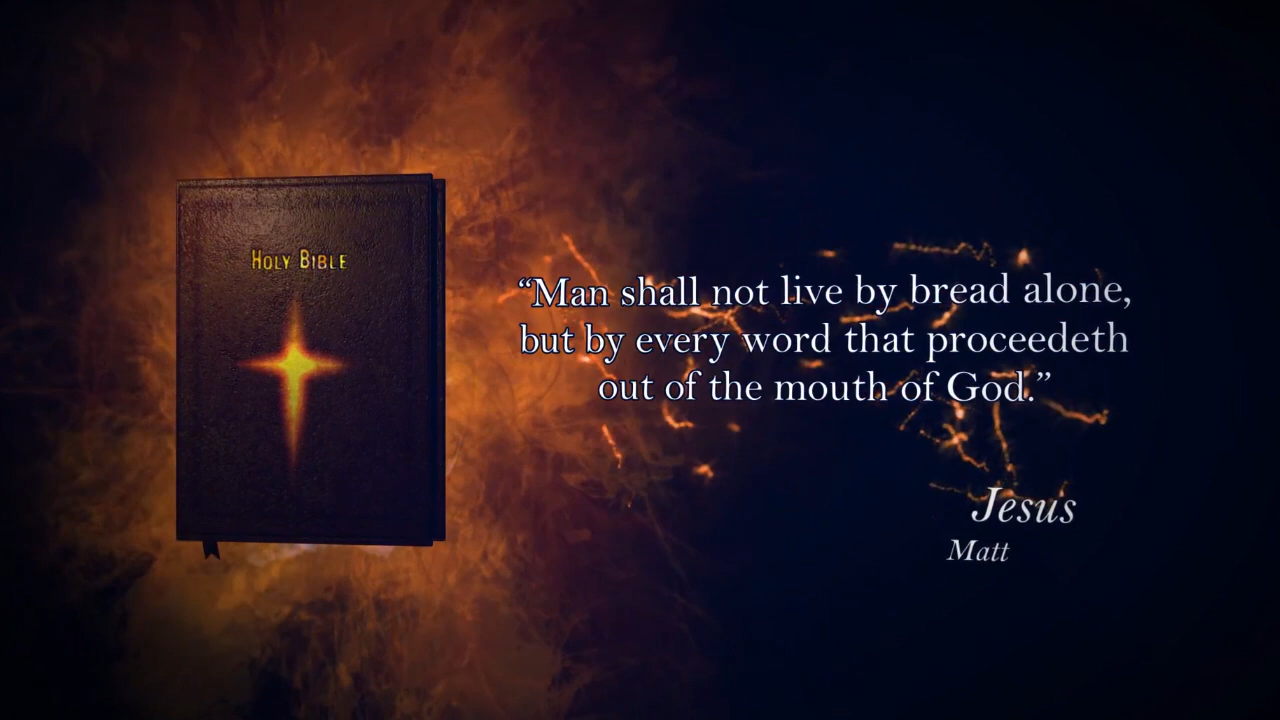 HOLY BIBLE
“Man shall not live by bread alone,
but by every word that proceedeth
out of the mouth of God.”
Jesus
Matt